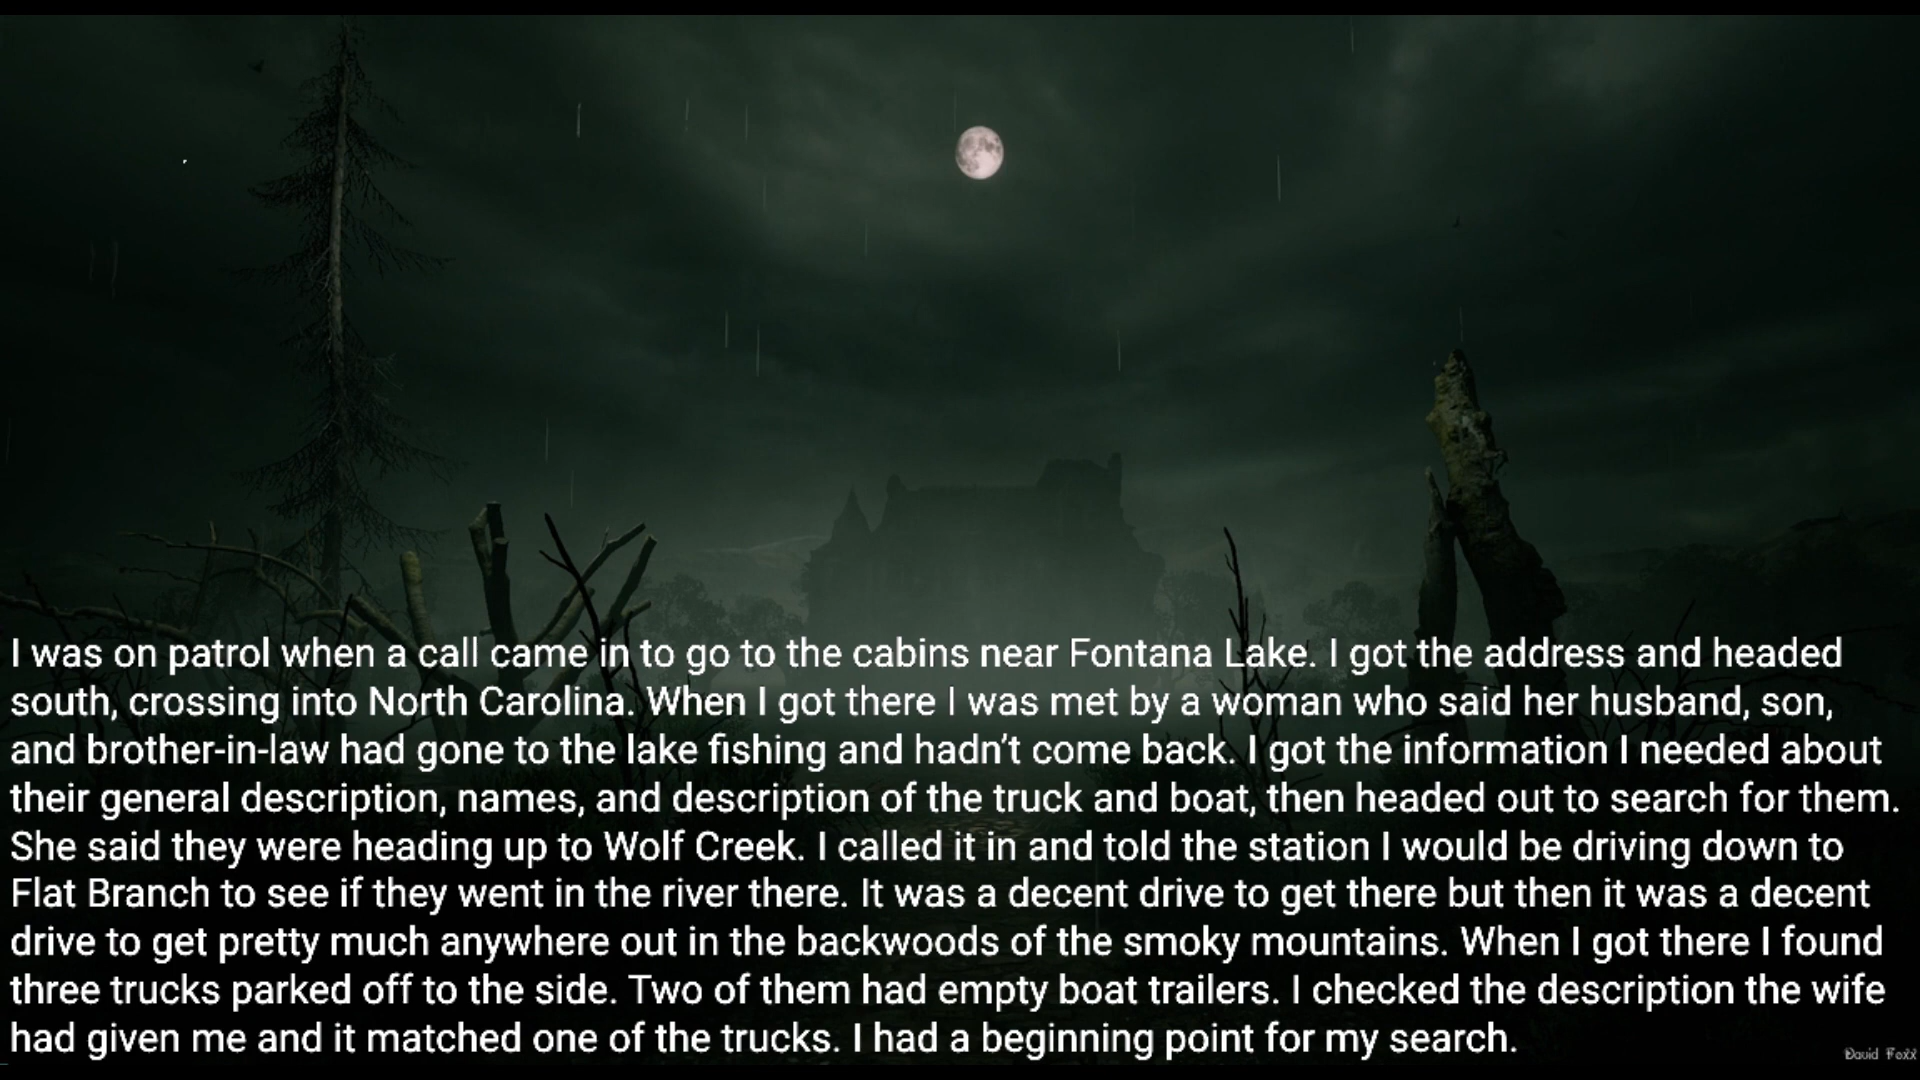 I was on patrol when a call came in to go to the cabins near Fontana Lake. I got the address and headed
south, crossing into North Carolina. When I got there I was met by a woman who said her husband, son,
and brother-in-law had gone to the lake fishing and hadn’t come back. I got the information I needed about
their general description, names, and description of the truck and boat, then headed out to search for them.
She said they were heading up to Wolf Creek. I called it in and told the station I would be driving down to
Flat Branch to see if they went in the river there. It was a decent drive to get there but then it was a decent
drive to get pretty much anywhere out in the backwoods of the smoky mountains. When I got there I found
three trucks parked off to the side. Two of them had empty boat trailers. I checked the description the wife
had given me and it matched one of the trucks. I had a beginning point for my search.
David Foxx